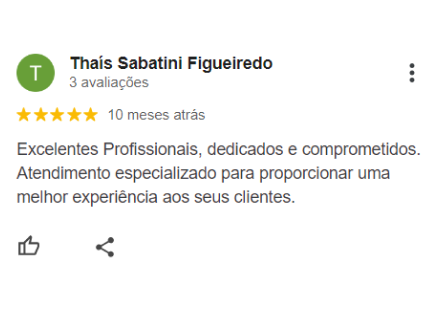 T
Thaís Sabatini Figueiredo
3 avaliações
10 meses atrás
Excelentes Profissionais, dedicados e comprometidos.
Atendimento especializado para proporcionar uma
melhor experiência aos seus clientes.